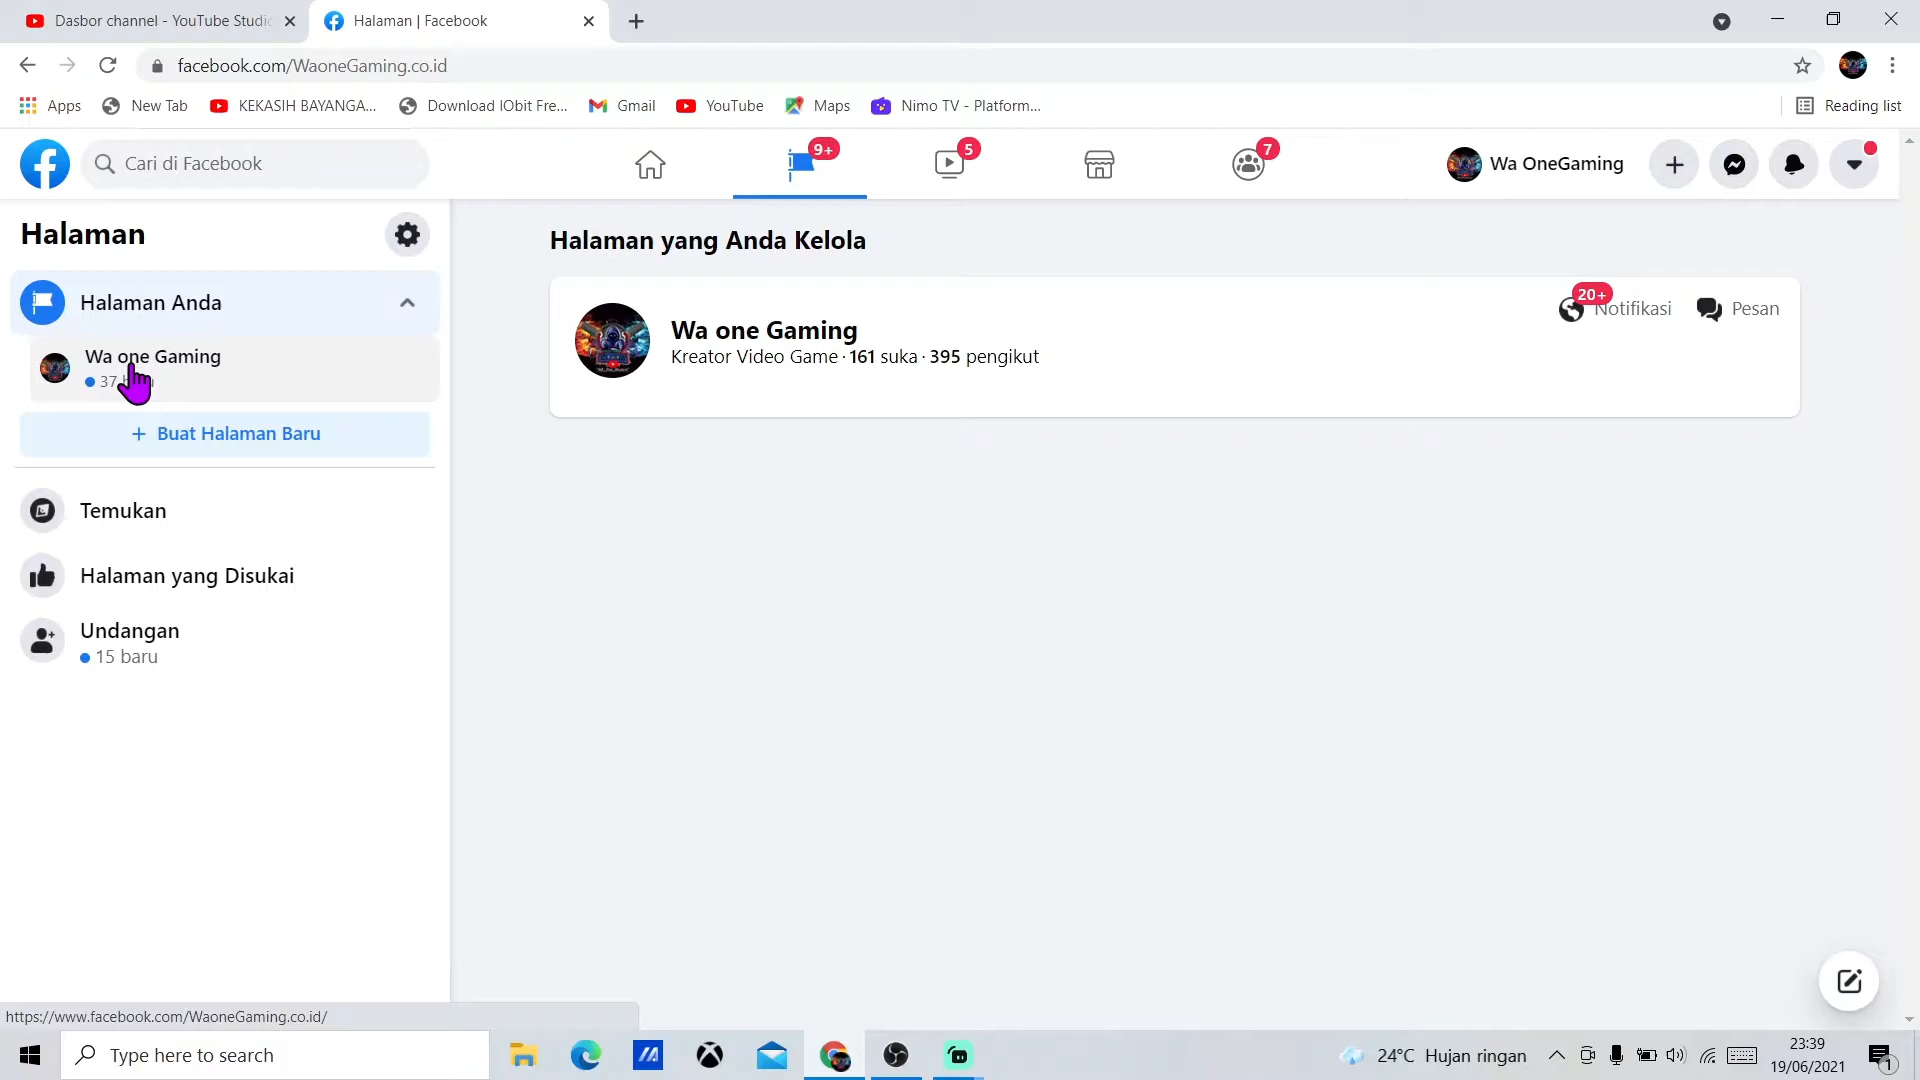 Dasbor channel - YouTube Studio
Halaman | Facebook
facebook.com/WaoneGaming.co.id
Apps
New Tab
KEKASIH BAYANGA...
Download IObit Fre...
Gmail
YouTube
Maps
Nimo TV - Platform...
Reading list
Cari di Facebook
9+
5
7
Wa OneGaming
Halaman
Halaman Anda
Wa one Gaming
37
Buat Halaman Baru
Temukan
Halaman yang Disukai
Undangan
15 baru
Halaman yang Anda Kelola
Wa one Gaming
Kreator Video Game · 161 suka · 395 pengikut
20+
Notifikasi
Pesan
https://www.facebook.com/WaoneGaming.co.id/
Type here to search
24°C Hujan ringan
23:39
19/06/2021
1